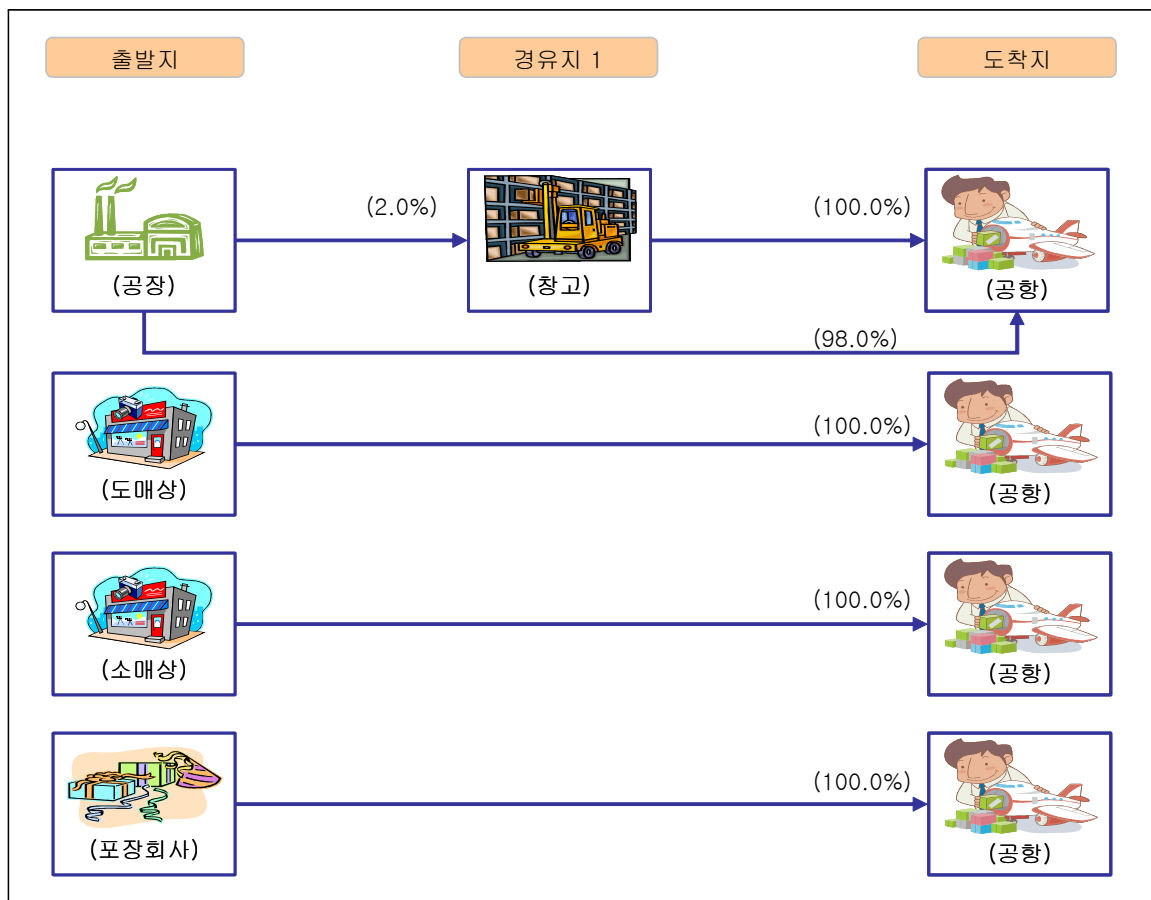 출발지
경유지 1
도착지
(2.0%)
(100.0%)
(공장)
(창고)
(공항)
(98.0%)
(100.0%)
(도매상)
(공항)
(100.0%)
(소매상)
(공항)
(100.0%)
(포장회사)
(공항)